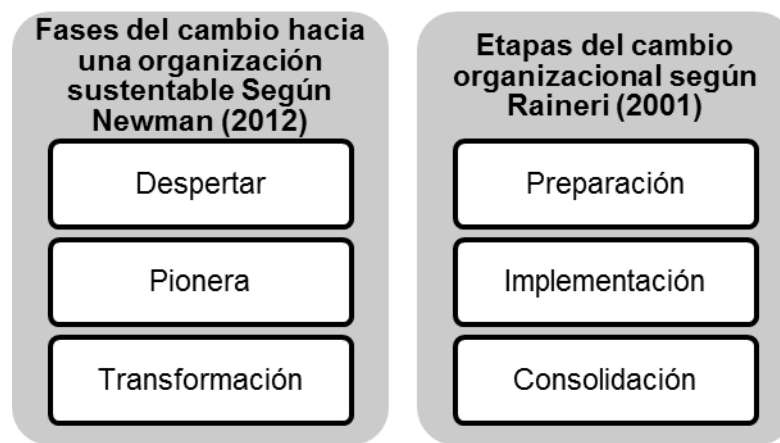 Fases del cambio hacia
una organización
sustentable Según
Newman (2012)
Despertar
Pionera
Transformación
Etapas del cambio
organizacional según
Raineri (2001)
Preparación
Implementación
Consolidación